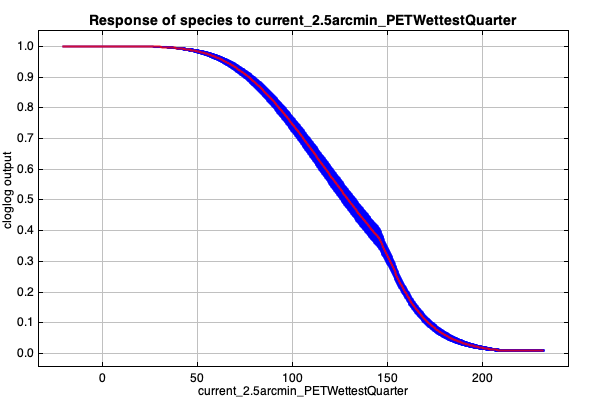 Response of species to current_2.5arcmin_PETWettestQuarter
1.0
0.9
0.8
0.7
0.6
0.5
0.4
0.3
0.2
0.1
0.0
cloglog output
0 50 100 150 200
current_2.5arcmin_PETWettestQuarter